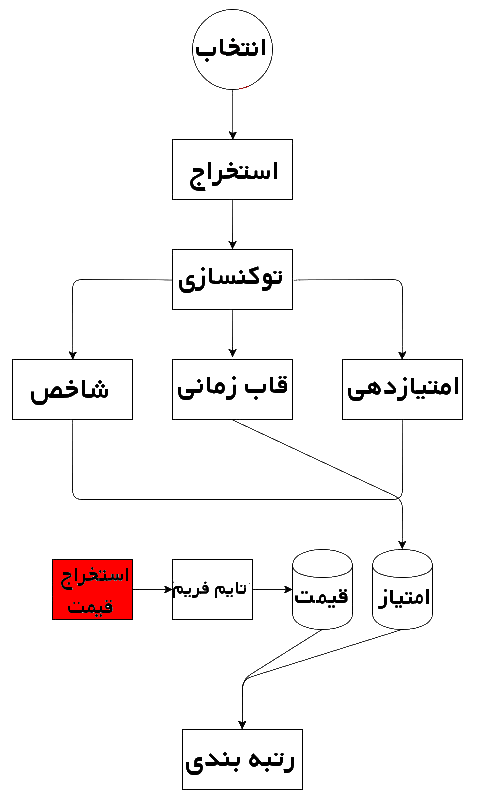 انتخاب
استخراج
توکنسازی
شاخص
قاب زمانی
امتیازدهی
استخراج
قیمت
تایم فریم
قیمت
امتیاز
رتبه بندی